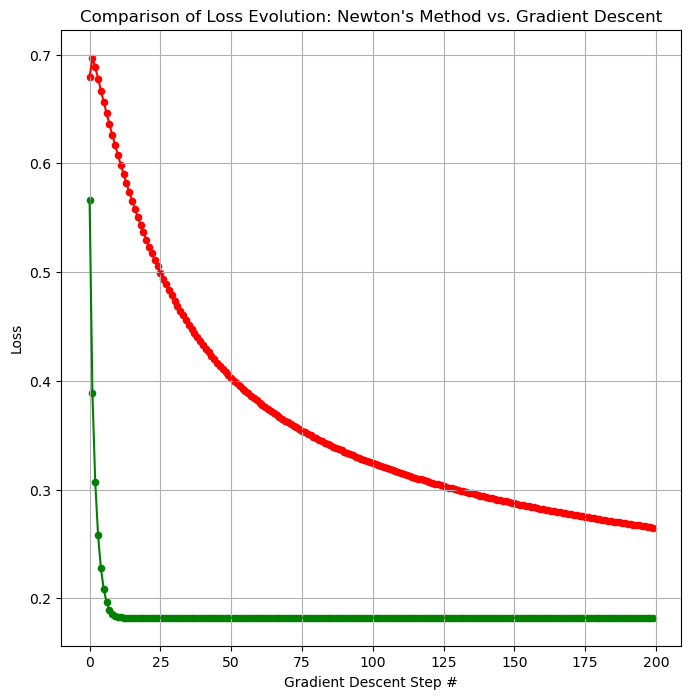 Comparison of Loss Evolution: Newton's Method vs. Gradient Descent
0.7
0.6
0.5
0.4
0.3
0.2
Loss
0 25 50 75 100 125 150 175 200
Gradient Descent Step #